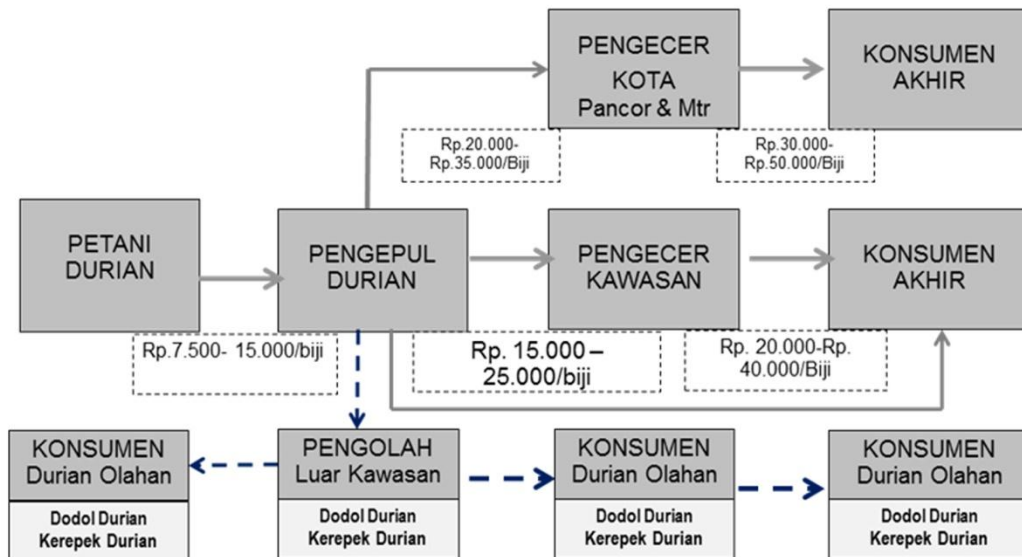 PENGECER
KOTA
Pancor & Mtr
KONSUMEN
AKHIR
Rp.20.000-
Rp.35.000/Biji
Rp.30.000-
Rp.50.000/Biji
PETANI
DURIAN
PENGEPUL
DURIAN
PENGECER
KAWASAN
KONSUMEN
AKHIR
Rp.7.500- 15.000/biji
Rp. 15.000 –
25.000/biji
Rp. 20.000-Rp.
40.000/Biji
KONSUMEN
Durian Olahan
Dodol Durian
Kerepek Durian
PENGOLAH
Luar Kawasan
Dodol Durian
Kerepek Durian
KONSUMEN
Durian Olahan
Dodol Durian
Kerepek Durian
KONSUMEN
Durian Olahan
Dodol Durian
Kerepek Durian